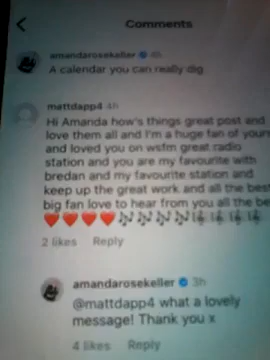 Comments
amandarosekeller 4h
A calendar you can really dig
mattdapp4 4h
Hi Amanda how's things great post and
love them all and I'm a huge fan of yours
and loved you on wsfm great radio
station and you are my favourite with
bredan and my favourite station and
keep up the great work and all the best
big fan love to hear from you all the be
2 likes Reply
amandarosekeller 3h
@mattdapp4 what a lovely
message! Thank you x
4 likes Reply